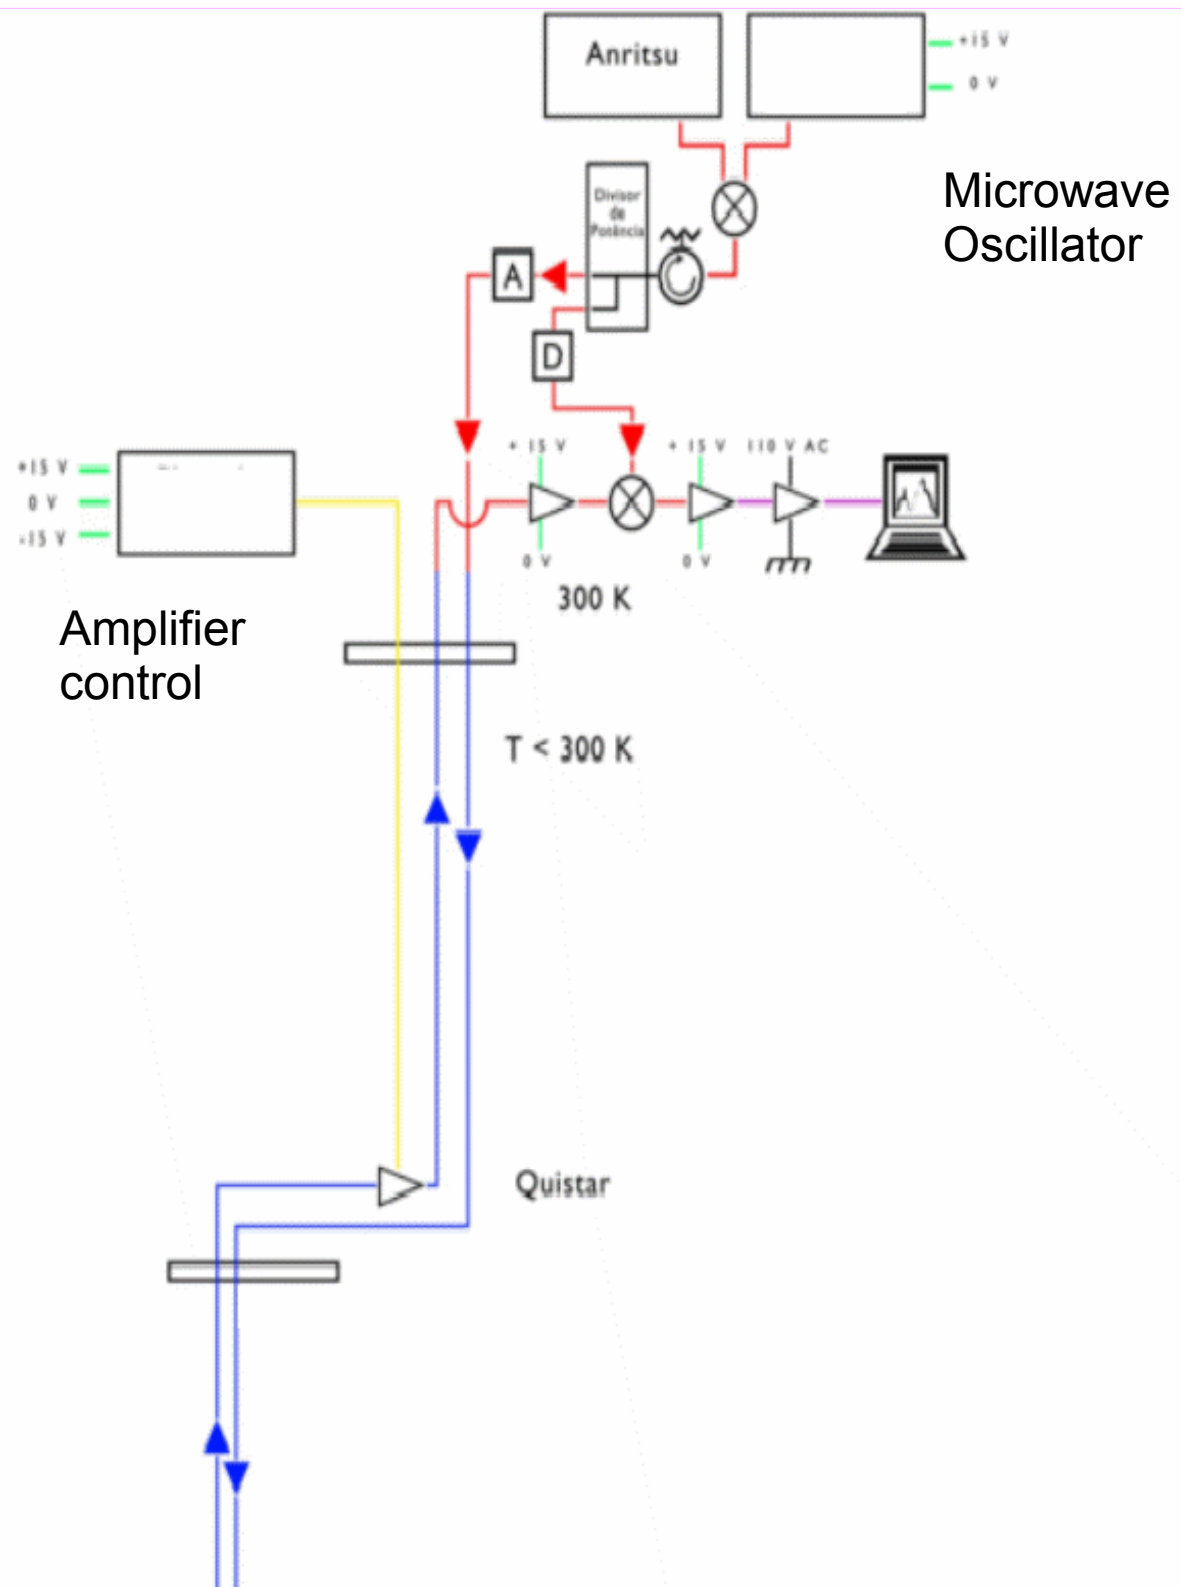 Anritsu
+15 V
0 V
Microwave
Oscillator
Divisor
de
Potência
A
D
+ 15 V
+ 15 V
110 V AC
+15 V
0 V
-15 V
0 V
0 V
300 K
Amplifier
control
T < 300 K
Quistar